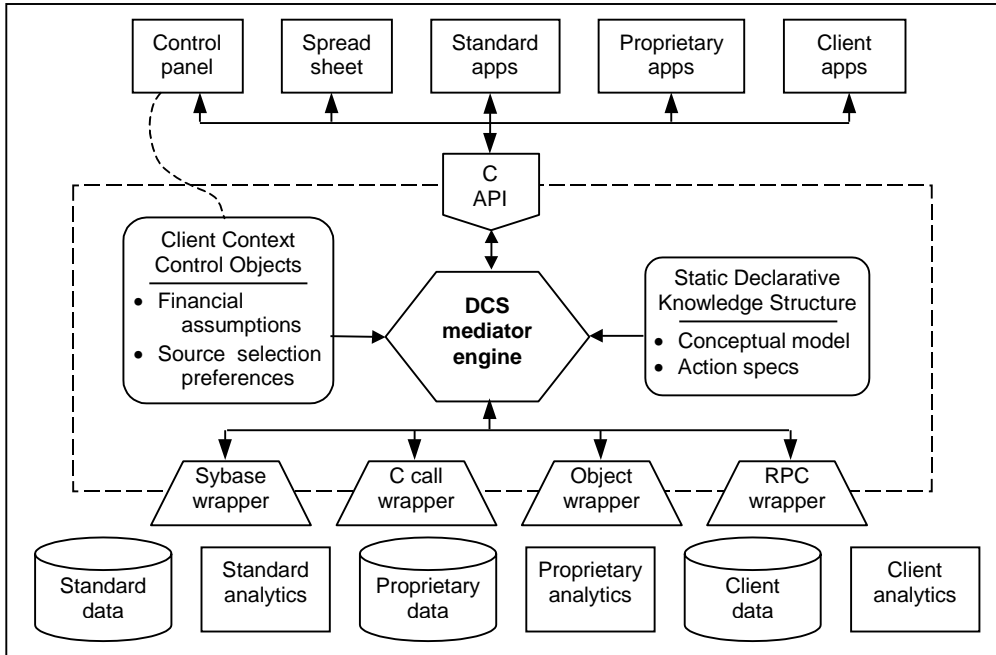 Control
panel
Spread
sheet
Standard
apps
Proprietary
apps
Client
apps
C
API
Client Context
Control Objects
• Financial
assumptions
• Source selection
preferences
DCS
mediator
engine
Static Declarative
Knowledge Structure
• Conceptual model
• Action specs
Sybase
wrapper
C call
wrapper
Object
wrapper
RPC
wrapper
Standard
data
Standard
analytics
Proprietary
data
Proprietary
analytics
Client
data
Client
analytics